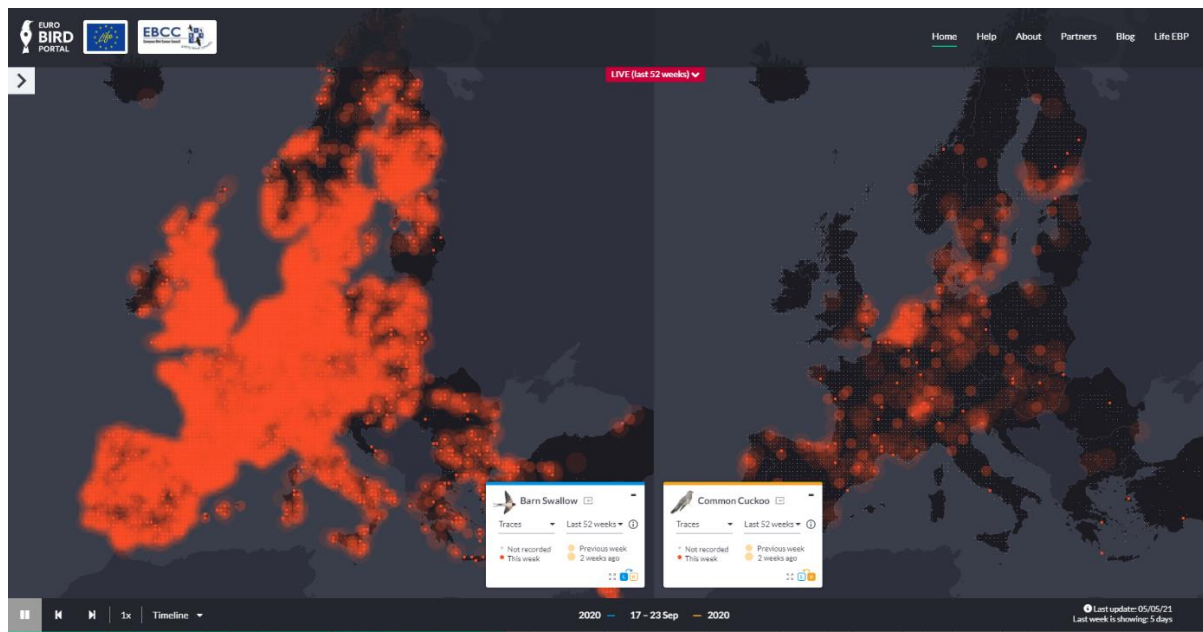 EURO
BIRD
PORTAL
EBCC
Home
Help
About
Partners
Blog
Life EBP
LIVE (last 52 weeks)
Barn Swallow
Traces
Last 52 weeks
Not recorded
This week
Previous week
2 weeks ago
Common Cuckoo
Traces
Last 52 weeks
Not recorded
This week
Previous week
2 weeks ago
1x
Timeline
2020 — 17 – 23 Sep — 2020
Last update: 05/05/21
Last week is showing: 5 days